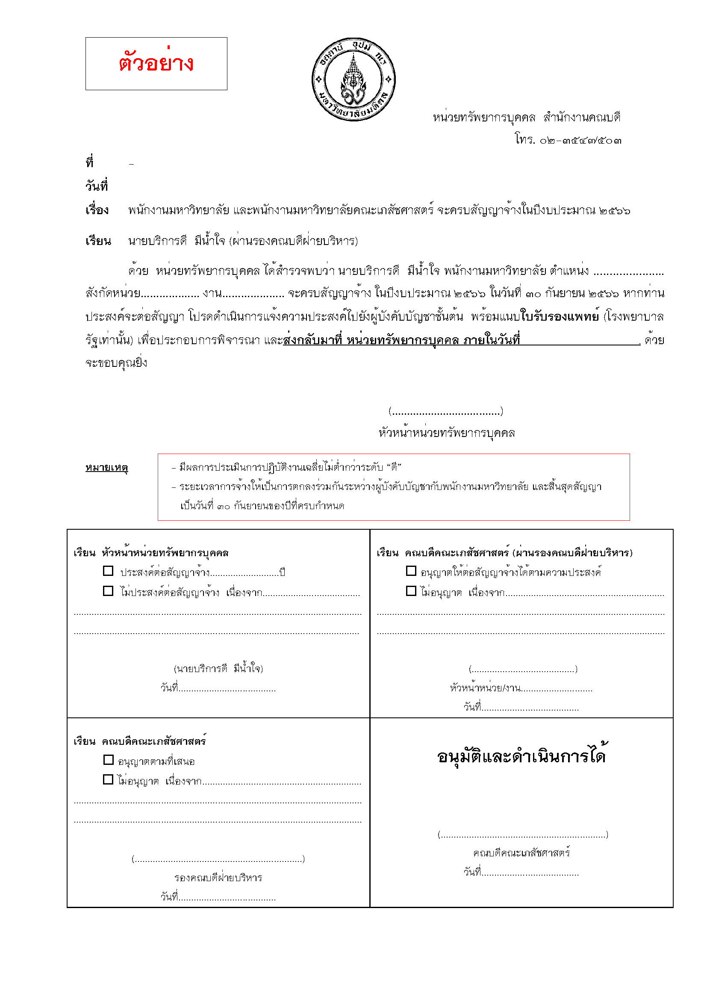 ตัวอย่าง
อตฺตานํ อุปมํ กเร
มหาวิทยาลัยมหิดล
หน่วยทรัพยากรบุคคล สำนักงานคณบดี
โทร. ๐๒-๓๕๔๗/๕๐๓
ที่ -
วันที่
เรื่อง พนักงานมหาวิทยาลัย และพนักงานมหาวิทยาลัยคณะเภสัชศาสตร์ จะครบสัญญาจ้างในปีงบประมาณ ๒๕๖๖
เรียน นายบริการดี มีน้ำใจ (ผ่านรองคณบดีฝ่ายบริหาร)
ด้วย หน่วยทรัพยากรบุคคล ได้สำรวจพบว่า นายบริการดี มีน้ำใจ พนักงานมหาวิทยาลัย ตำแหน่ง ......................
สังกัดหน่วย................... งาน.................... จะครบสัญญาจ้าง ในปีงบประมาณ ๒๕๖๖ ในวันที่ ๓๐ กันยายน ๒๕๖๖ หากท่าน
ประสงค์จะต่อสัญญา โปรดดำเนินการแจ้งความประสงค์ไปยังผู้บังคับบัญชาชั้นต้น พร้อมแนบใบรับรองแพทย์ (โรงพยาบาล
รัฐเท่านั้น) เพื่อประกอบการพิจารณา และส่งกลับมาที่ หน่วยทรัพยากรบุคคล ภายในวันที่ . ด้วย
จะขอบคุณยิ่ง
(....................................)
หัวหน้าหน่วยทรัพยากรบุคคล
หมายเหตุ - มีผลการประเมินการปฏิบัติงานเฉลี่ยไม่ต่ำกว่าระดับ “ดี”
- ระยะเวลาการจ้างให้เป็นการตกลงร่วมกันระหว่างผู้บังคับบัญชากับพนักงานมหาวิทยาลัย และสิ้นสุดสัญญา
เป็นวันที่ ๓๐ กันยายนของปีที่ครบกำหนด
เรียน หัวหน้าหน่วยทรัพยากรบุคคล
☐ ประสงค์ต่อสัญญาจ้าง...........................ปี
☐ ไม่ประสงค์ต่อสัญญาจ้าง เนื่องจาก......................................
................................................................................................................
...............................................................................................................
(นายบริการดี มีน้ำใจ)
วันที่......................................
เรียน คณบดีคณะเภสัชศาสตร์ (ผ่านรองคณบดีฝ่ายบริหาร)
☐ อนุญาตให้ต่อสัญญาจ้างได้ตามความประสงค์
☐ ไม่อนุญาต เนื่องจาก..............................................................
................................................................................................................
................................................................................................................
(........................................)
หัวหน้าหน่วย/งาน............................
วันที่......................................
เรียน คณบดีคณะเภสัชศาสตร์
☐ อนุญาตตามที่เสนอ
☐ ไม่อนุญาต เนื่องจาก..............................................................
................................................................................................................
................................................................................................................
(.................................................................)
รองคณบดีฝ่ายบริหาร
วันที่......................................
อนุมัติและดำเนินการได้
(................................................................)
คณบดีคณะเภสัชศาสตร์
วันที่......................................